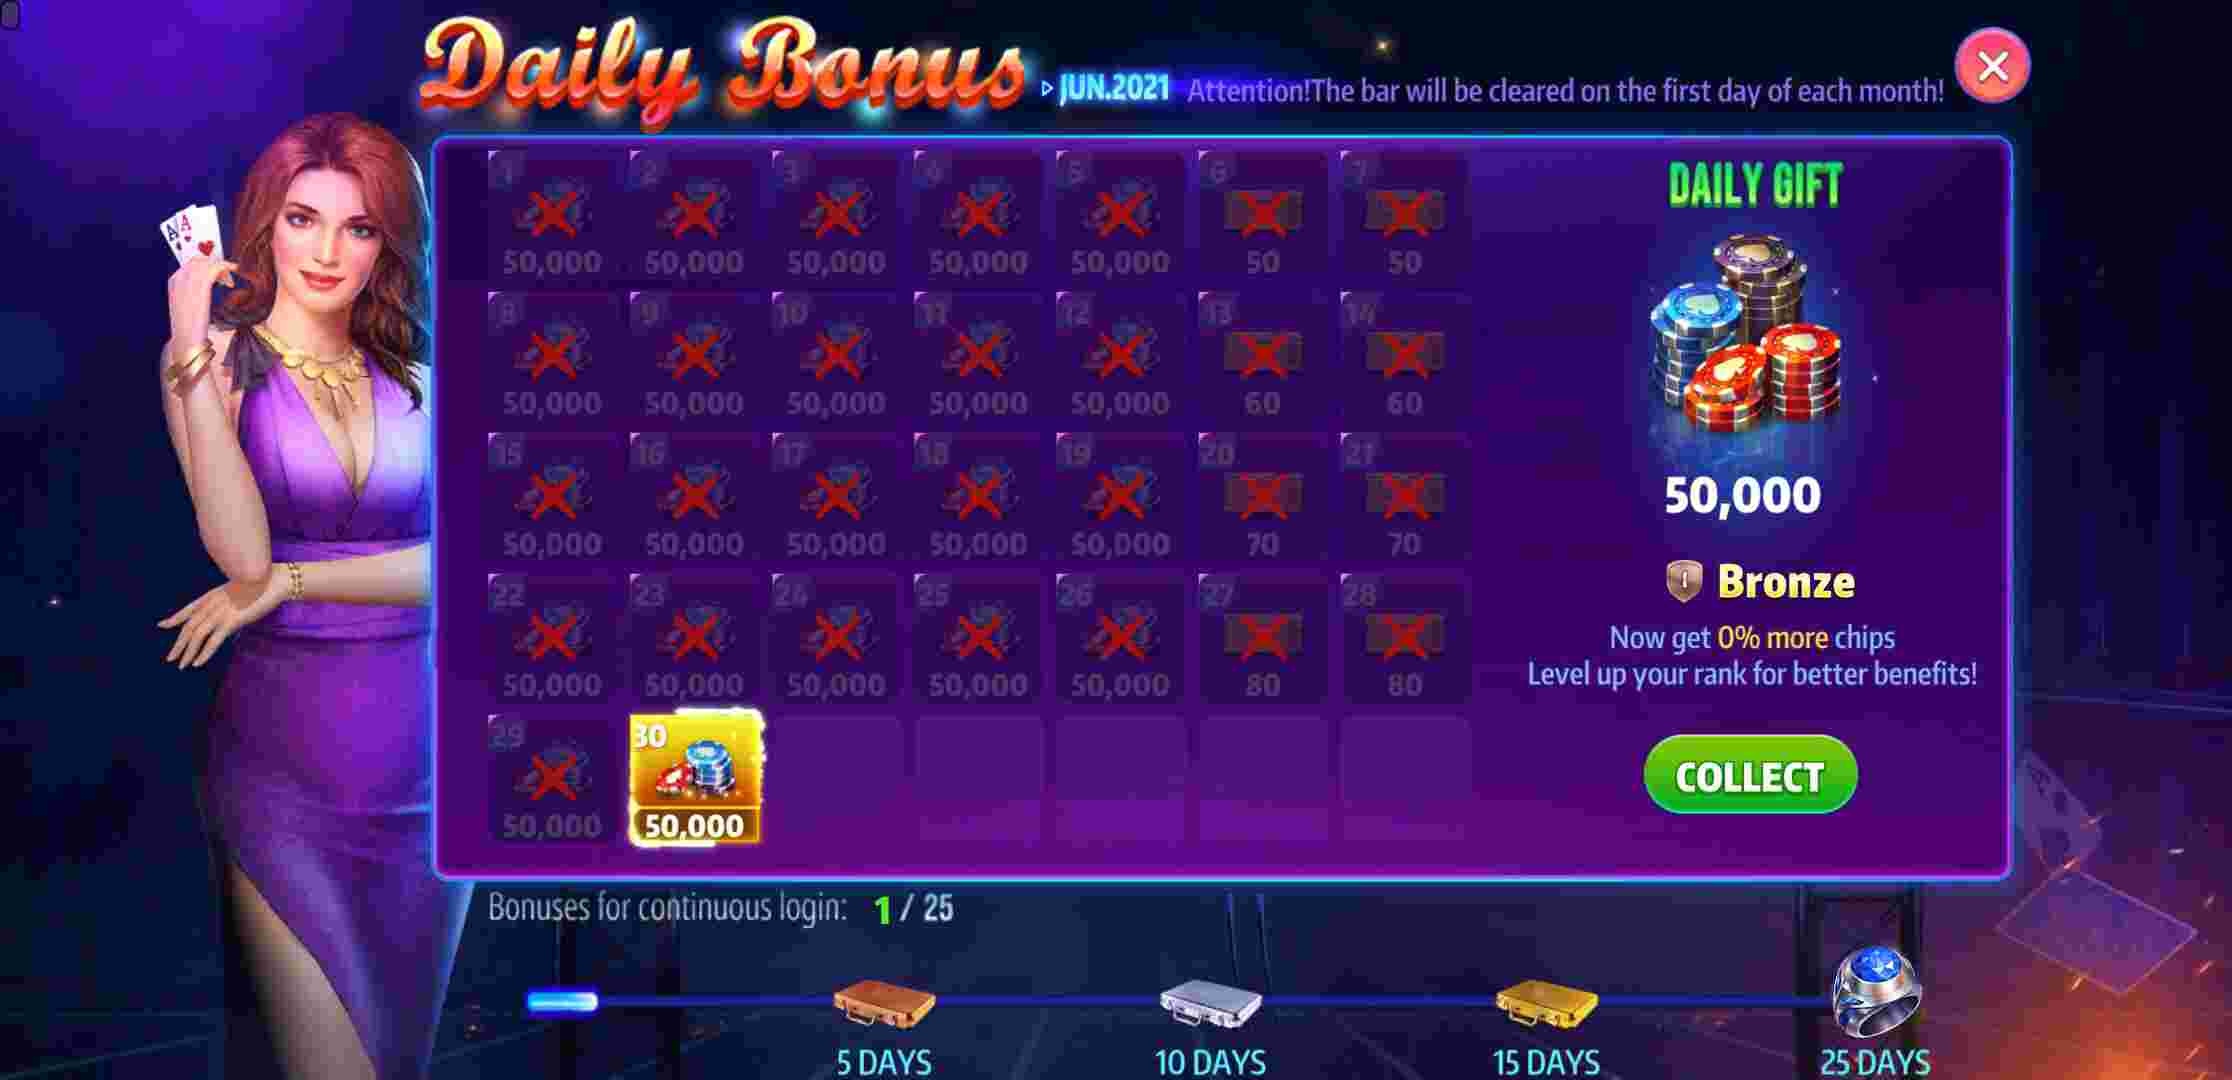 Daily Bonus
JUN.2021
Attention!The bar will be cleared on the first day of each month!
A A
1 2 3 4 5 6 7
50,000 50,000 50,000 50,000 50,000 50 50
8 9 10 11 12 13 14
50,000 50,000 50,000 50,000 50,000 60 60
15 16 17 18 19 20 21
50,000 50,000 50,000 50,000 50,000 70 70
22 23 24 25 26 27 28
50,000 50,000 50,000 50,000 50,000 80 80
29 30
50,000 50,000
DAILY GIFT
50,000
Bronze
Now get 0% more chips
Level up your rank for better benefits!
COLLECT
Bonuses for continuous login: 1 / 25
5 DAYS 10 DAYS 15 DAYS 25 DAYS